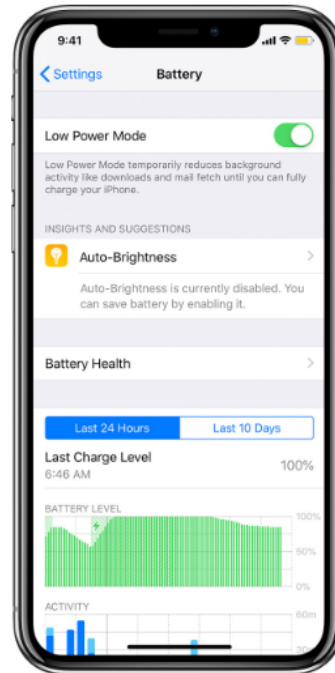 9:41
Settings
Battery
Low Power Mode
Low Power Mode temporarily reduces background
activity like downloads and mail fetch until you can fully
charge your iPhone.
INSIGHTS AND SUGGESTIONS
Auto-Brightness
Auto-Brightness is currently disabled. You
can save battery by enabling it.
Battery Health
Last 24 Hours
Last 10 Days
Last Charge Level
100%
6:46 AM
BATTERY LEVEL
100%
50%
0%
ACTIVITY
60m
30m